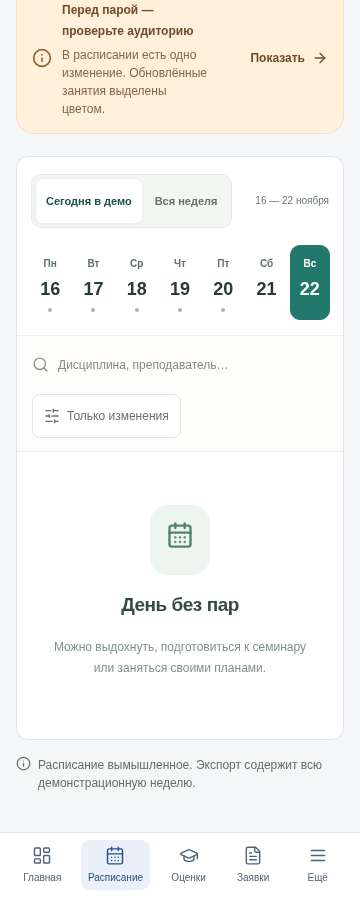 Перед парой —
проверьте аудиторию
В расписании есть одно
изменение. Обновлённые
занятия выделены
цветом.
Показать
Сегодня в демо
Вся неделя
16 — 22 ноября
Пн Вт Ср Чт Пт Сб Вс
16 17 18 19 20 21 22
Дисциплина, преподаватель…
Только изменения
День без пар
Можно выдохнуть, подготовиться к семинару
или заняться своими планами.
Расписание вымышленное. Экспорт содержит всю
демонстрационную неделю.
Главная Расписание Оценки Заявки Ещё